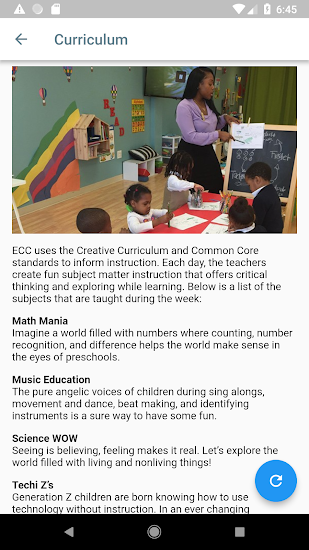 6:45
Curriculum
READ
ECC uses the Creative Curriculum and Common Core
standards to inform instruction. Each day, the teachers
create fun subject matter instruction that offers critical
thinking and exploring while learning. Below is a list of the
subjects that are taught during the week:
Math Mania
Imagine a world filled with numbers where counting, number
recognition, and difference helps the world make sense in
the eyes of preschools.
Music Education
The pure angelic voices of children during sing alongs,
movement and dance, beat making, and identifying
instruments is a sure way to have some fun.
Science WOW
Seeing is believing, feeling makes it real. Let's explore the
world filled with living and nonliving things!
Techi Z's
Generation Z children are born knowing how to use
technology without instruction. In an ever changing